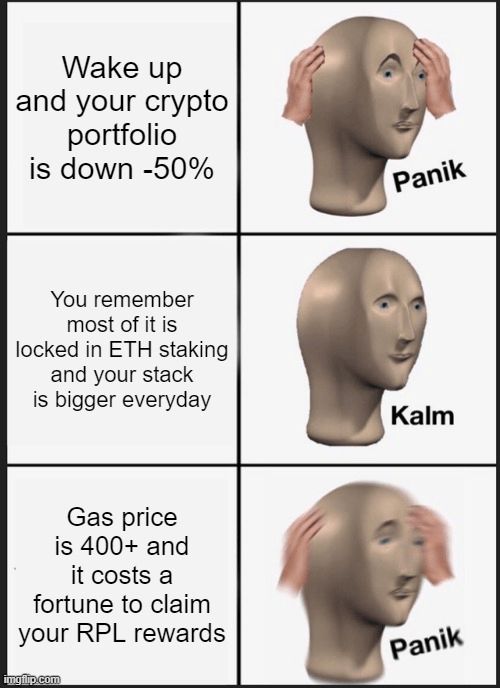 Wake up
and your crypto
portfolio
is down -50%
Panik
You remember
most of it is
locked in ETH staking
and your stack
is bigger everyday
Kalm
Gas price
is 400+ and
it costs a
fortune to claim
your RPL rewards
Panik
imgflip.com